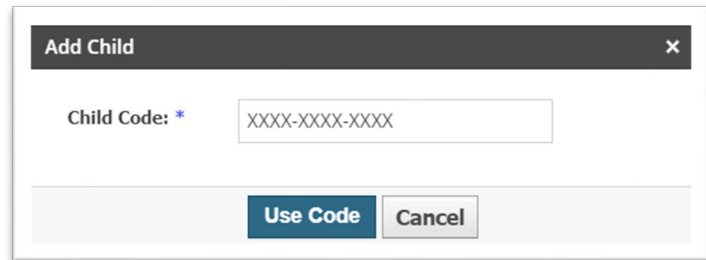 Add Child ×
Child Code: * XXXX-XXXX-XXXX
Use Code Cancel